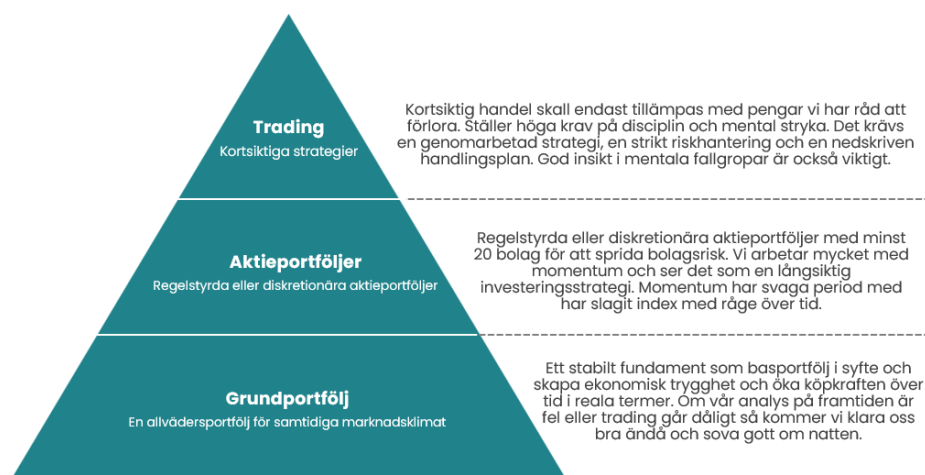 Trading
Kortsiktiga strategier
Kortsiktig handel skall endast tillämpas med pengar vi har råd att
förlora. Ställer höga krav på disciplin och mental stryka. Det krävs
en genomarbetad strategi, en strikt riskhantering och en nedskriven
handlingsplan. God insikt i mentala fallgropar är också viktigt.
Aktieportföljer
Regelstyrda eller diskretionära aktieportföljer
Regelstyrda eller diskretionära aktieportföljer med minst
20 bolag för att sprida bolagsrisk. Vi arbetar mycket med
momentum och ser det som en långsiktig
investeringsstrategi. Momentum har svaga period med
har slagit index med råge över tid.
Grundportfölj
En allvädersportfölj för samtidiga marknadsklimat
Ett stabilt fundament som basportfölj i syfte och
skapa ekonomisk trygghet och öka köpkraften över
tid i reala termer. Om vår analys på framtiden är
fel eller trading går dåligt så kommer vi klara oss
bra ändå och sova gott om natten.